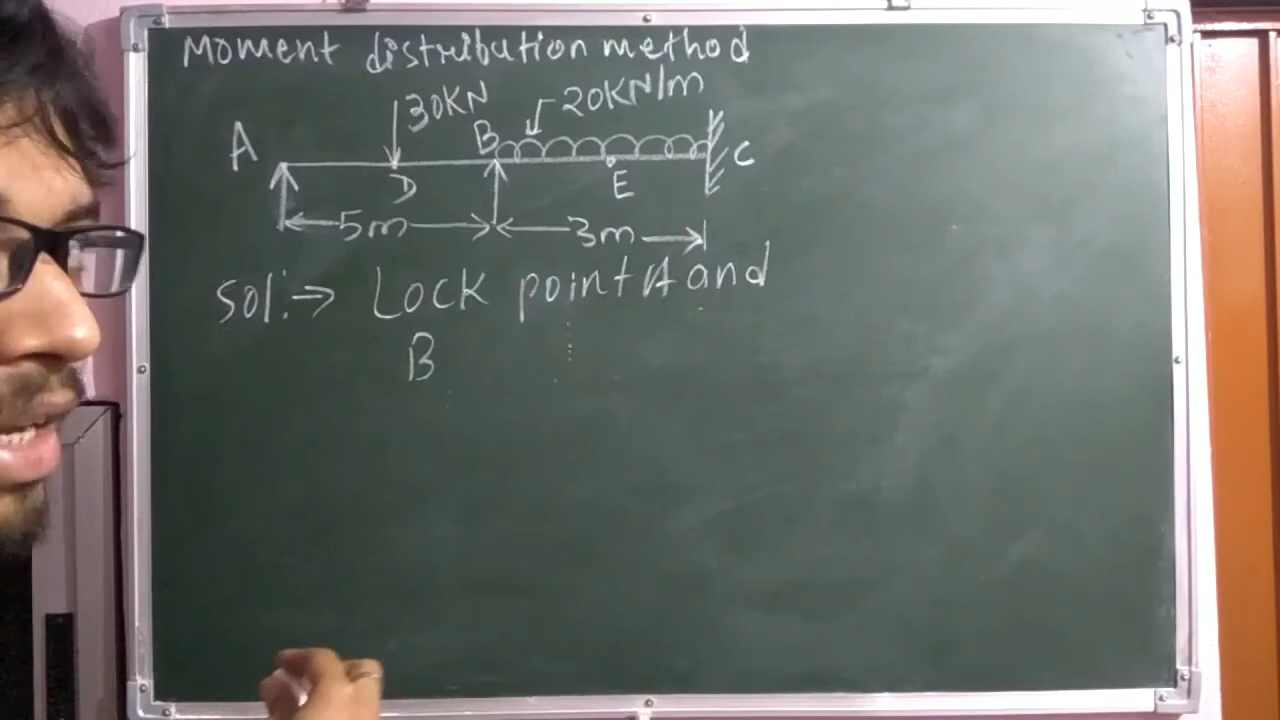 Moment distribution method
30KN
20KN/m
A
B
C
D
E
5m
3m
Sol:→ Lock point A and
B